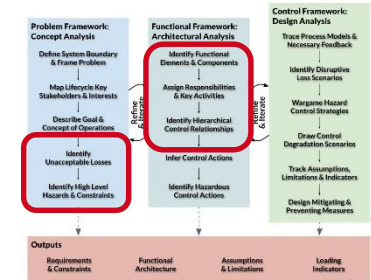 Problem Framework:
Concept Analysis
Define System Boundary
& Frame Problem
Map Lifecycle Key
Stakeholders & Interests
Describe Goal &
Concept of Operations
Identify
Unacceptable Losses
Identify High Level
Hazards & Constraints
Refine
& Iterate
Functional Framework:
Architectural Analysis
Identify Functional
Elements & Components
Assign Responsibilities
& Key Activities
Identify Hierarchical
Control Relationships
Infer Control Actions
Identify Hazardous
Control Actions
Refine
& Iterate
Control Framework:
Design Analysis
Trace Process Models &
Necessary Feedback
Identify Disruptive
Loss Scenarios
Wargame Hazard
Control Strategies
Draw Control
Degradation Scenarios
Track Assumptions,
Limitations & Indicators
Design Mitigating &
Preventing Measures
Outputs
Requirements
& Constraints
Functional
Architecture
Assumptions
& Limitations
Leading
Indicators